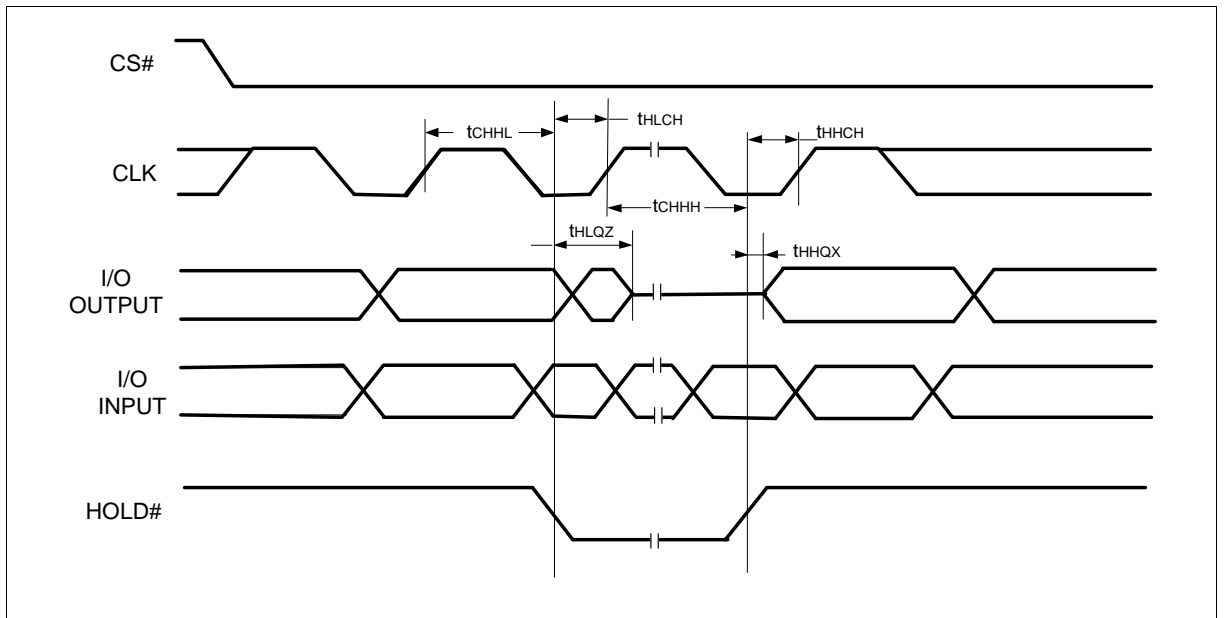 CS#
tHLCH
tCHHL
tHHCH
CLK
tCHHH
tHLQZ
tHHQX
I/O
OUTPUT
I/O
INPUT
HOLD#